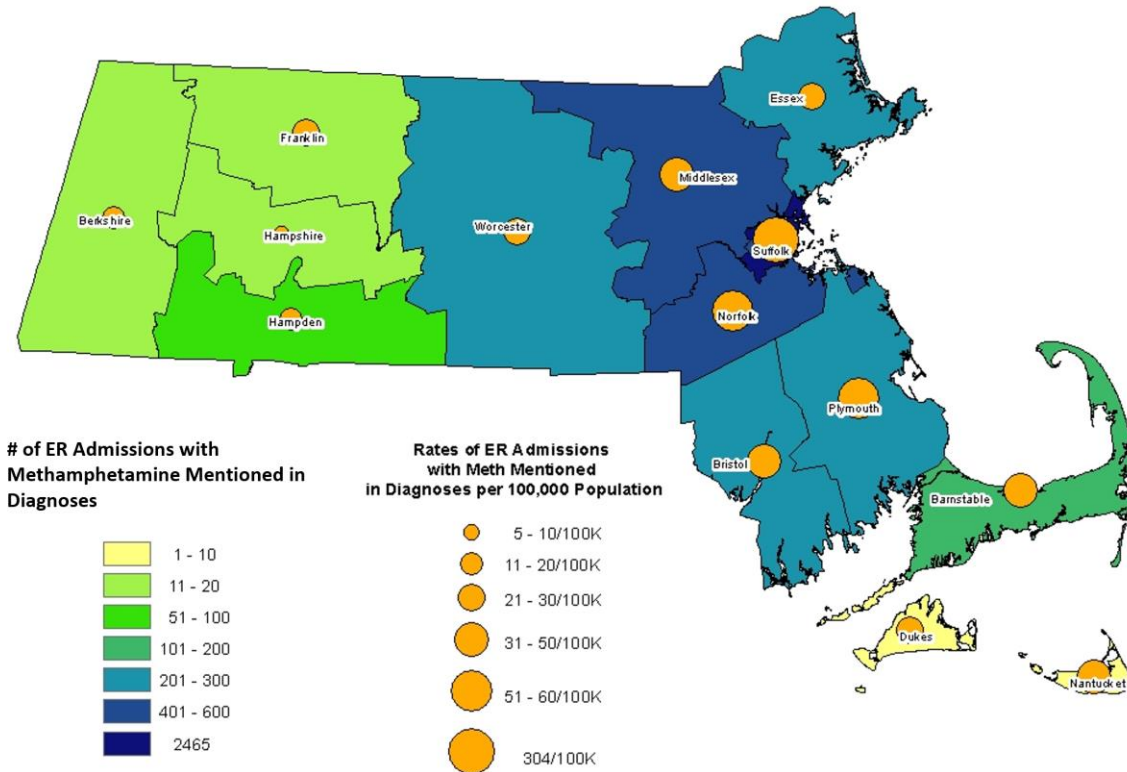 Essex
Franklin
Middlesex
Berkshire
Hampshire
Worcester
Suffolk
Hampden
Norfolk
Plymouth
Bristol
Barnstable
Dukes
Nantucket
# of ER Admissions with
Methamphetamine Mentioned in
Diagnoses
1 - 10
11 - 20
51 - 100
101 - 200
201 - 300
401 - 600
2465
Rates of ER Admissions
with Meth Mentioned
in Diagnoses per 100,000 Population
5 - 10/100K
11 - 20/100K
21 - 30/100K
31 - 50/100K
51 - 60/100K
304/100K